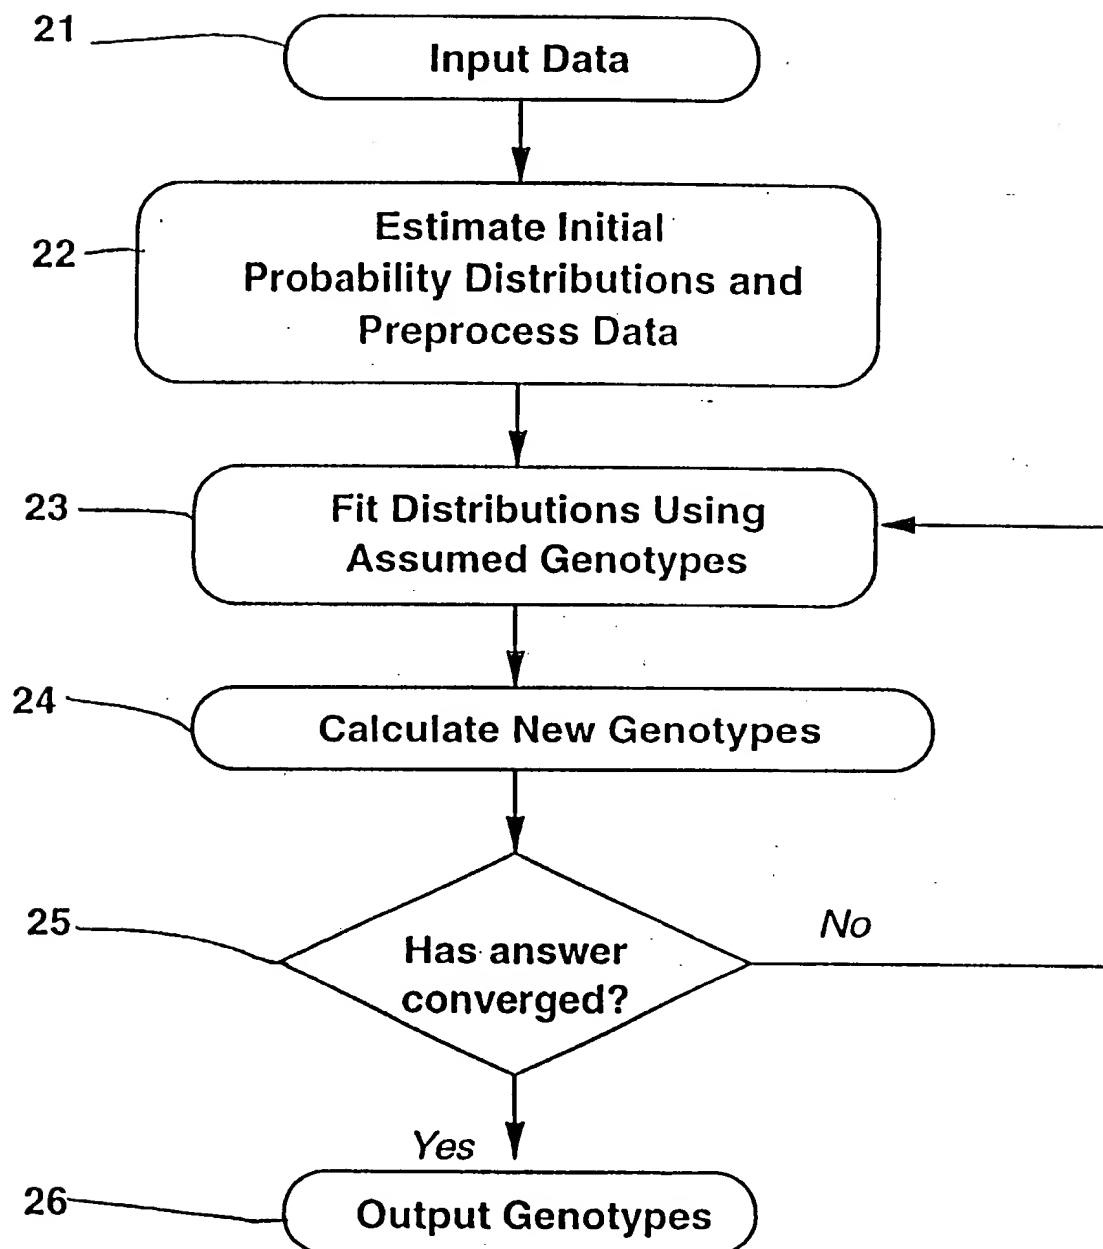 21
Input Data
22
Estimate Initial
Probability Distributions and
Preprocess Data
23
Fit Distributions Using
Assumed Genotypes
24
Calculate New Genotypes
25
Has answer
converged?
No
Yes
26
Output Genotypes